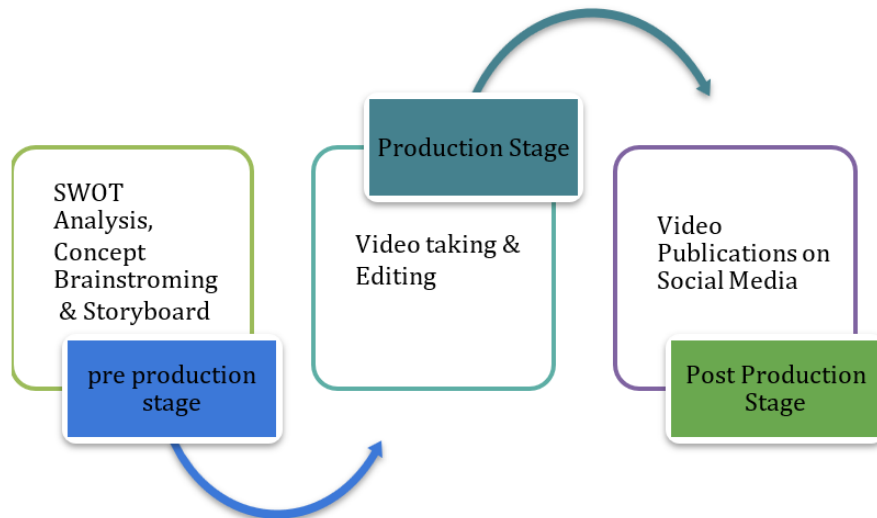 SWOT
Analysis,
Concept
Brainstroming
& Storyboard
pre production
stage
Production Stage
Video taking &
Editing
Video
Publications on
Social Media
Post Production
Stage